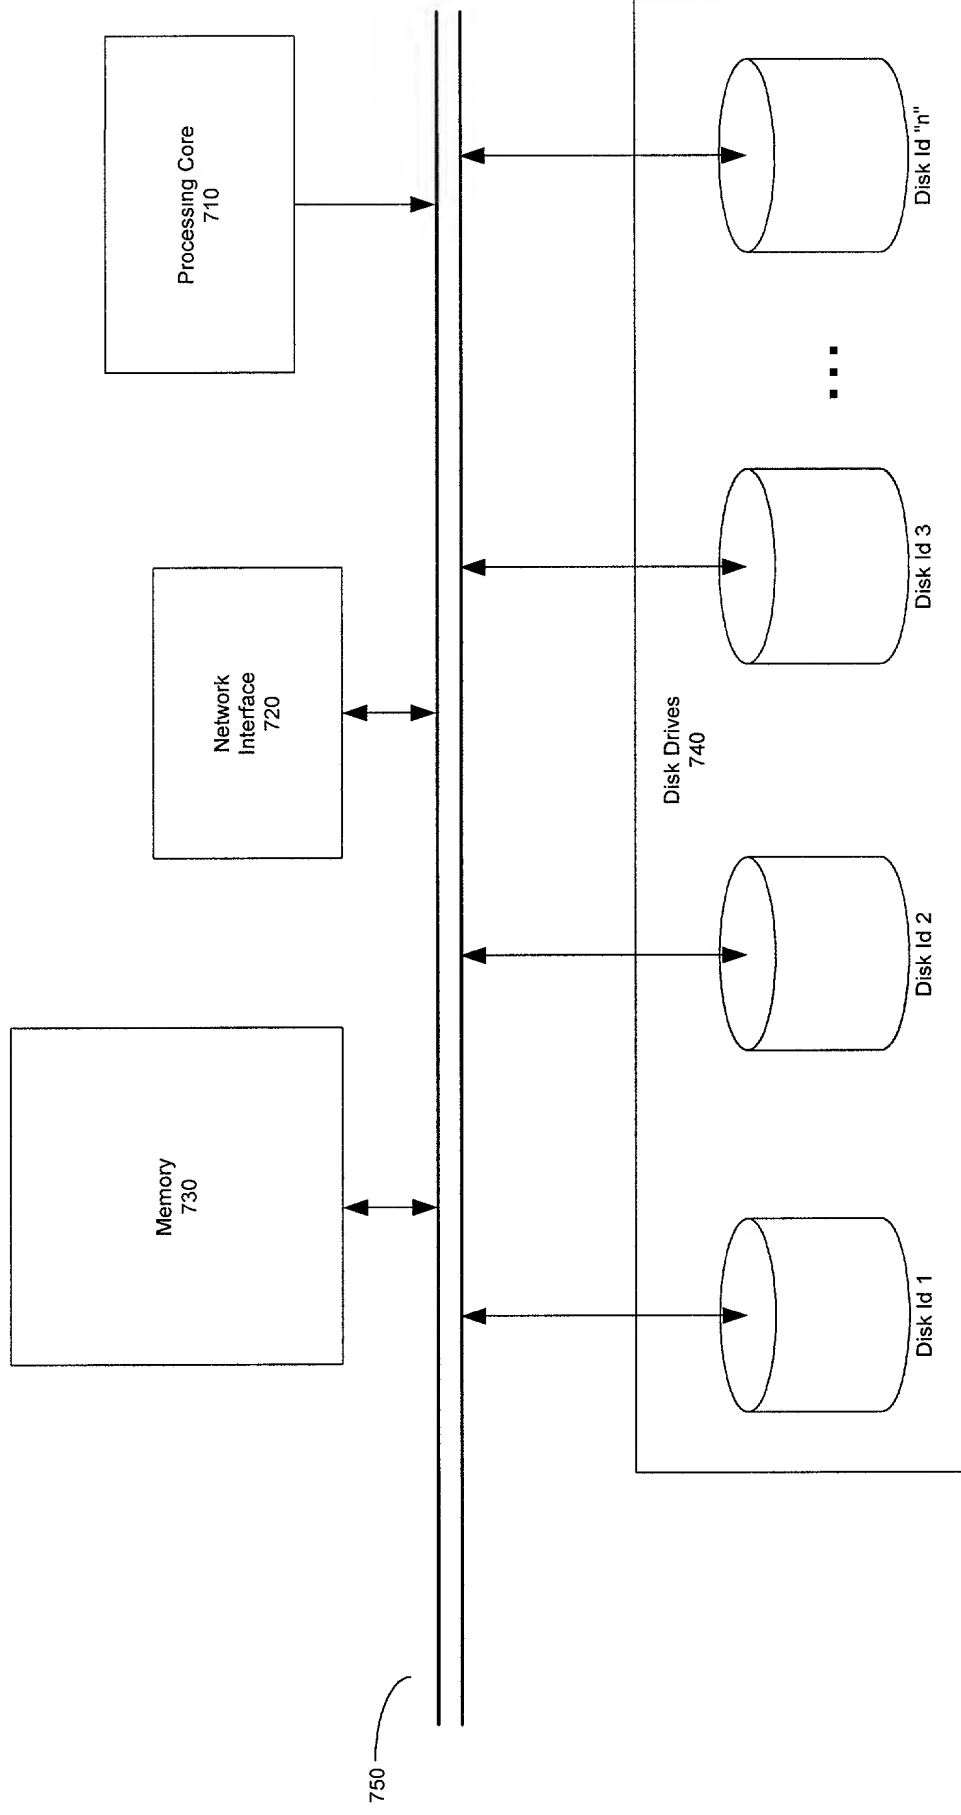 Memory
730
Network
Interface
720
Processing Core
710
750
Disk Drives
740
Disk Id 1
Disk Id 2
Disk Id 3
...
Disk Id "n"